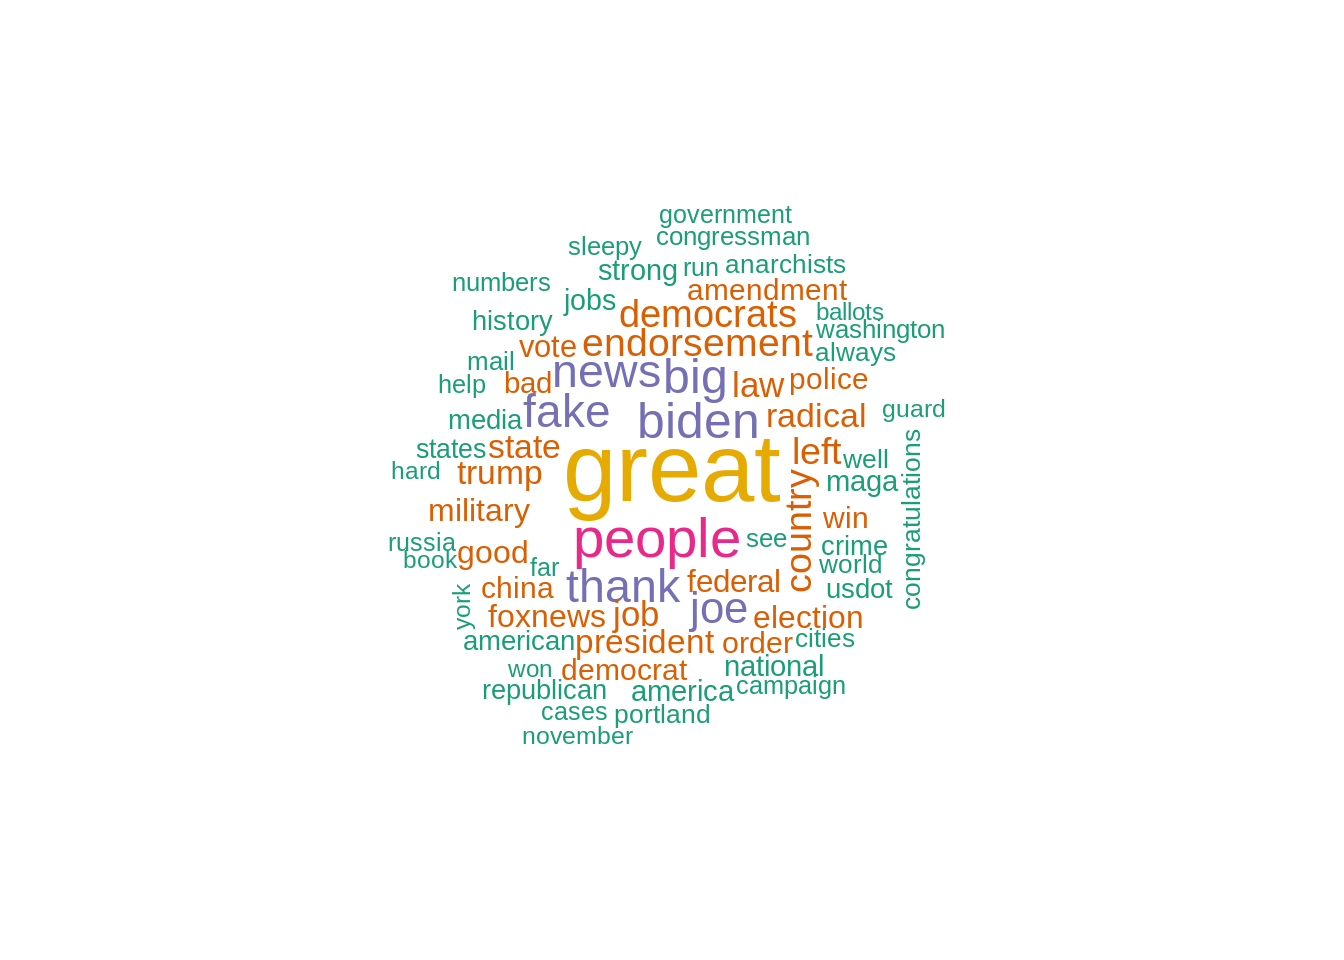 government
congressman
sleepy
strong run anarchists
numbers
amendment
jobs
democrats
ballots
history
washington
vote endorsement always
mail
news big
help bad law police
fake
media
biden radical guard
states state
great
left well
hard trump
maga
country
congratulations
military
win
people see
russia
crime
book good
far
world
china thank federal
usdot
york
foxnews job joe election
american president order cities
won democrat national
republican america campaign
cases portland
november